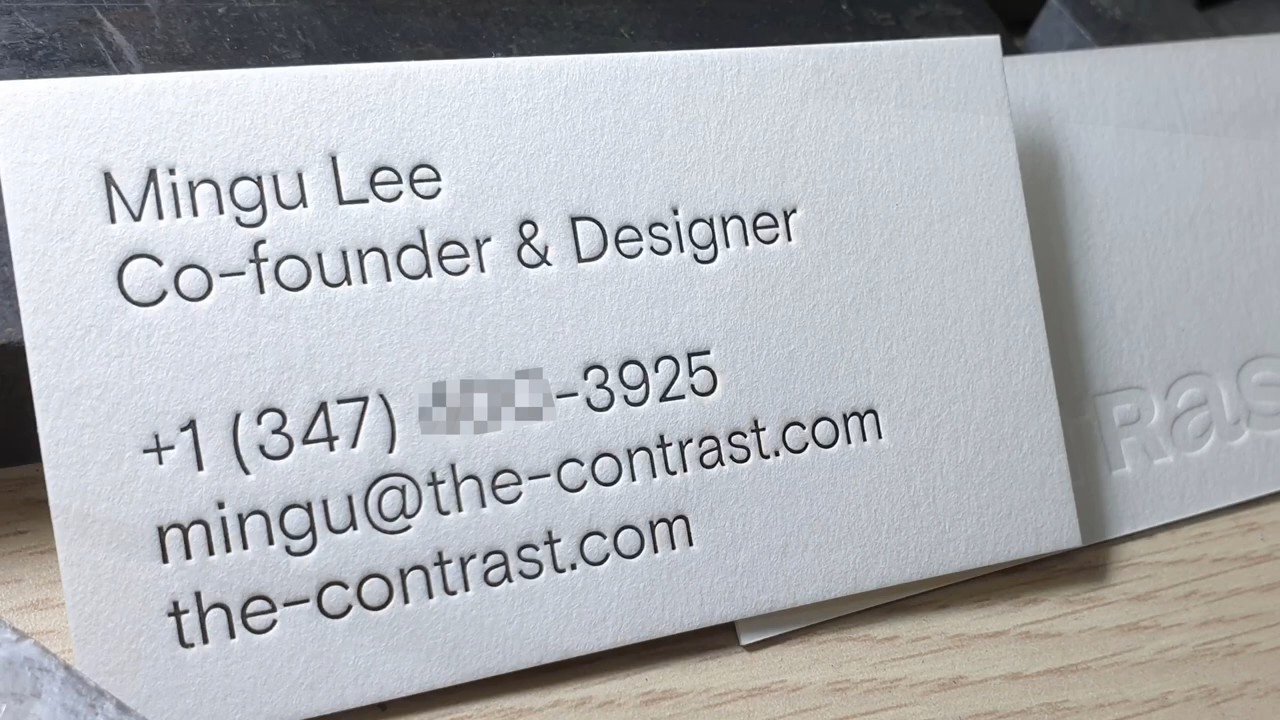 Mingu Lee
Co-founder & Designer
+1 (347) -3925
mingu@the-contrast.com
the-contrast.com